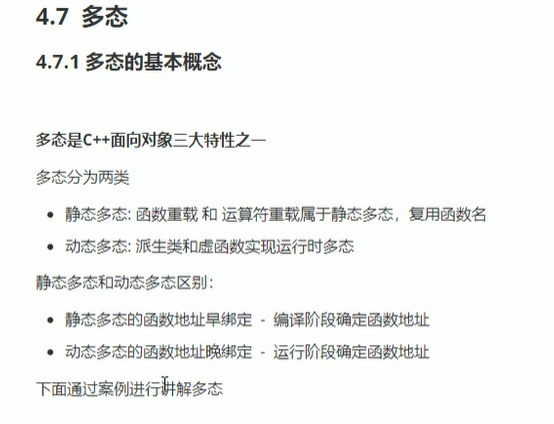 4.7 多态
4.7.1 多态的基本概念
多态是C++面向对象三大特性之一
多态分为两类
• 静态多态: 函数重载 和 运算符重载属于静态多态，复用函数名
• 动态多态: 派生类和虚函数实现运行时多态
静态多态和动态多态区别：
• 静态多态的函数地址早绑定 - 编译阶段确定函数地址
• 动态多态的函数地址晚绑定 - 运行阶段确定函数地址
下面通过案例进行讲解多态